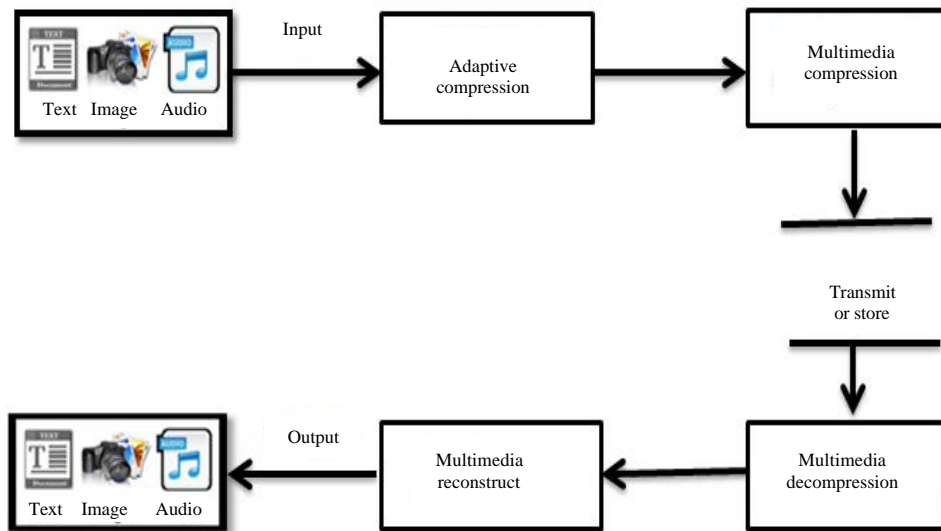 Input
TEXT
T
Document
AUDIO
Text Image Audio
Adaptive
compression
Multimedia
compression
Transmit
or store
Multimedia
decompression
Multimedia
reconstruct
Output
TEXT
T
Document
AUDIO
Text Image Audio